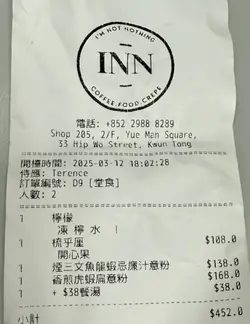 I'M NOT NOTHING
INN
COFFEE.FOOD.CREPE
電話: +852 2988 8289
Shop 205, 2/F, Yue Man Square,
33 Hip Wo Street, Kwun Tong
開檯時間: 2025-03-12 18:02:28
侍應: Terence
訂單編號: D9 [堂食]
人數: 2
1 檸檬
凍檸水 !
1 梳乎厘 $108.0
開心果
1 煙三文魚龍蝦忌廉汁意粉 $138.0
1 香煎虎蝦扁意粉 $168.0
1 + $38餐湯 $38.0
小計 $452.0